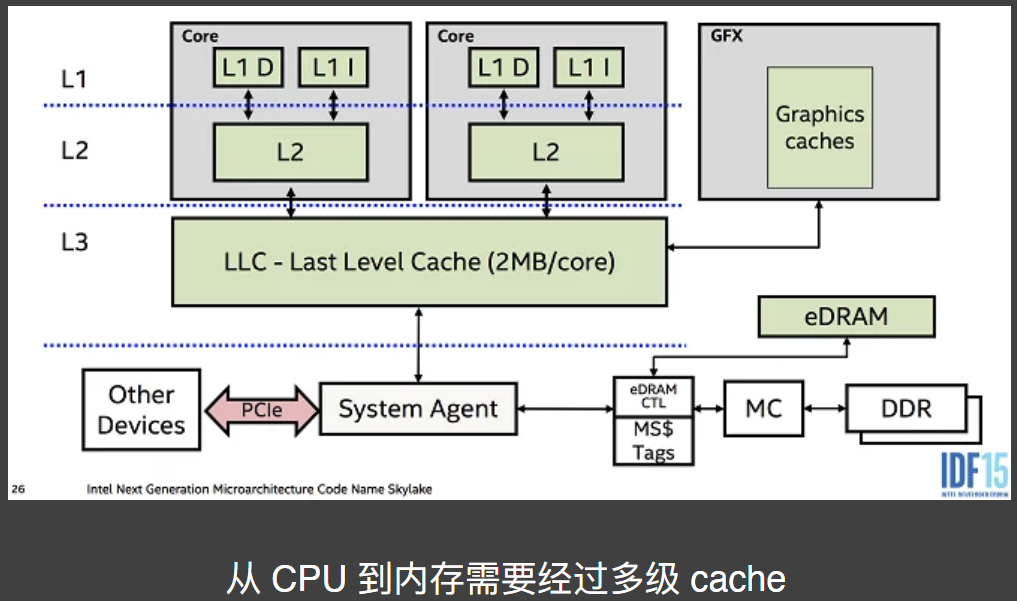 Core
Core
GFX
L1 D
L1 I
L1 D
L1 I
L1
Graphics
caches
L2
L2
L2
L3
LLC - Last Level Cache (2MB/core)
eDRAM
Other
Devices
PCIe
System Agent
eDRAM
CTL
MS$
Tags
MC
DDR
26
Intel Next Generation Microarchitecture Code Name Skylake
IDF15
INTEL DEVELOPER FORUM
从 CPU 到内存需要经过多级 cache